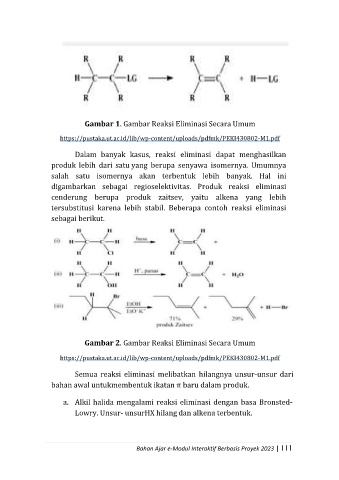 R R R R
H—C—C—LG → C=C + H—LG
R R R R
Gambar 1. Gambar Reaksi Eliminasi Secara Umum
https://pustaka.ut.ac.id/lib/wp-content/uploads/pdfmk/PEKI430802-M1.pdf
Dalam banyak kasus, reaksi eliminasi dapat menghasilkan
produk lebih dari satu yang berupa senyawa isomernya. Umumnya
salah satu isomernya akan terbentuk lebih banyak. Hal ini
digambarkan sebagai regioselektivitas. Produk reaksi eliminasi
cenderung berupa produk zaitsev, yaitu alkena yang lebih
tersubstitusi karena lebih stabil. Beberapa contoh reaksi eliminasi
sebagai berikut.
H H H H
(i) H—C—C—H basa C=C +
H Cl H H
H H H H
(ii) H—C—C—H H⁺, panas C=C + H₂O
H OH H H
H Br
(iii) EtOH + + H—Br
EtO⁻K⁺
H 71% 29%
produk Zaitsev
Gambar 2. Gambar Reaksi Eliminasi Secara Umum
https://pustaka.ut.ac.id/lib/wp-content/uploads/pdfmk/PEKI430802-M1.pdf
Semua reaksi eliminasi melibatkan hilangnya unsur-unsur dari
bahan awal untukmembentuk ikatan π baru dalam produk.
a. Alkil halida mengalami reaksi eliminasi dengan basa Bronsted-
Lowry. Unsur- unsurHX hilang dan alkena terbentuk.
Bahan Ajar e-Modul Interaktif Berbasis Proyek 2023 | 111